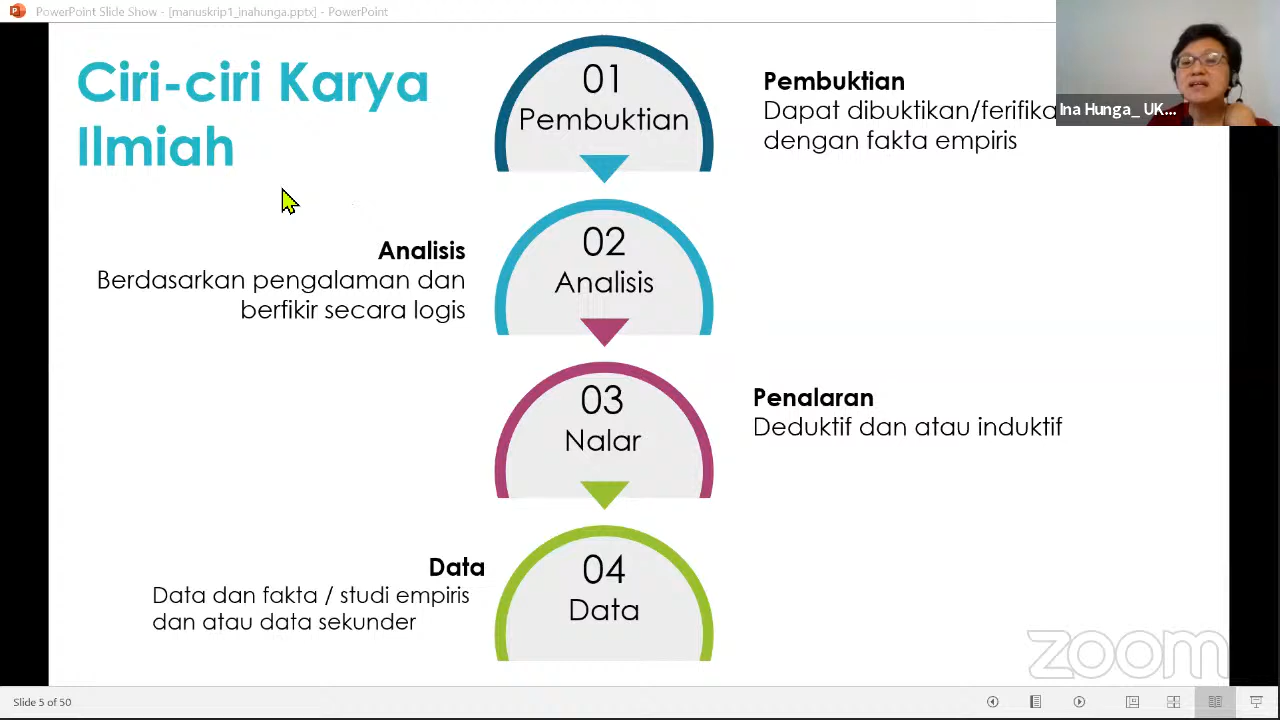 PowerPoint Slide Show - [manuskrip1_inahunga.pptx] - PowerPoint
Ciri-ciri Karya
Ilmiah
01
Pembuktian
Pembuktian
Dapat dibuktikan/ferifika
dengan fakta empiris
Ina Hunga_ UK...
02
Analisis
Analisis
Berdasarkan pengalaman dan
berfikir secara logis
03
Nalar
Penalaran
Deduktif dan atau induktif
04
Data
Data
Data dan fakta / studi empiris
dan atau data sekunder
zoom
Slide 5 of 50